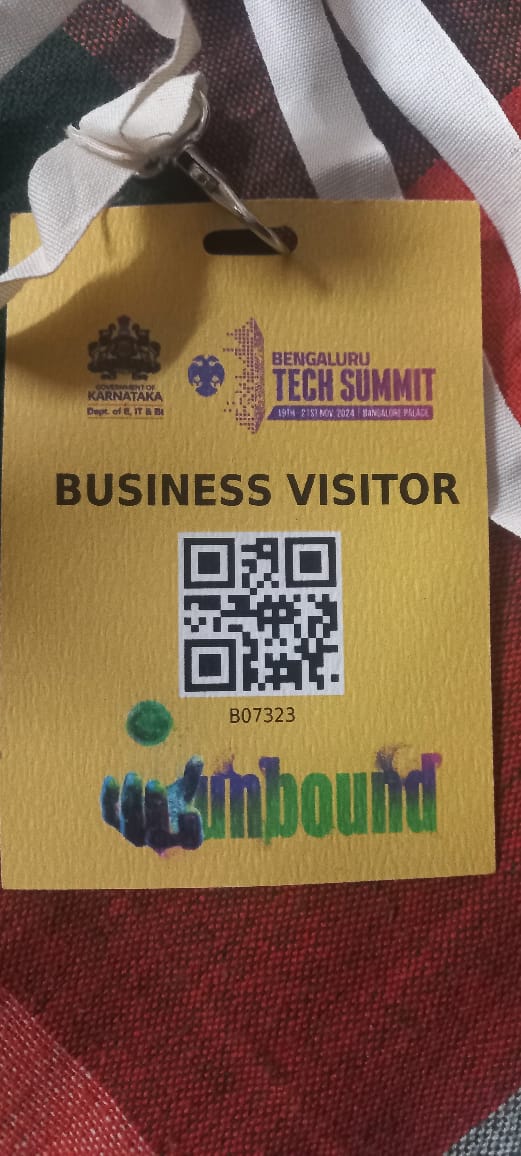 GOVERNMENT OF
KARNATAKA
Dept. of E, IT & Bt
BENGALURU
TECH SUMMIT
19TH - 21ST NOV, 2024 | BANGALORE PALACE
BUSINESS VISITOR
B07323
unbound